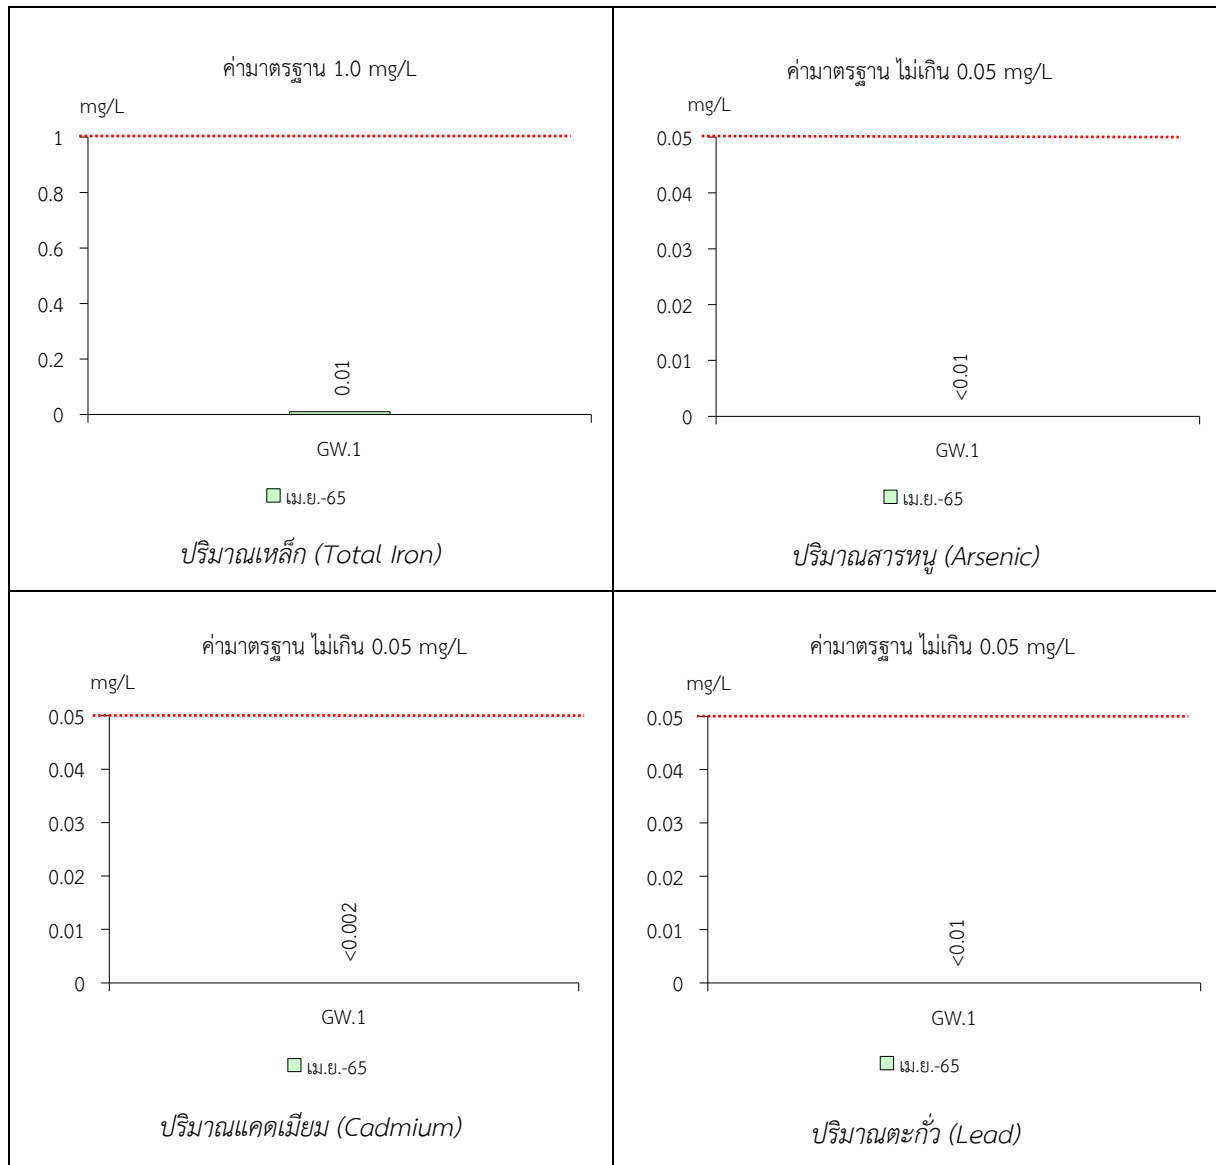 ค่ามาตรฐาน 1.0 mg/L
mg/L
1
0.8
0.6
0.4
0.2
0
0.01
GW.1
เม.ย.-65
ปริมาณเหล็ก (Total Iron)
ค่ามาตรฐาน ไม่เกิน 0.05 mg/L
mg/L
0.05
0.04
0.03
0.02
0.01
0
<0.01
GW.1
เม.ย.-65
ปริมาณสารหนู (Arsenic)
ค่ามาตรฐาน ไม่เกิน 0.05 mg/L
mg/L
0.05
0.04
0.03
0.02
0.01
0
<0.002
GW.1
เม.ย.-65
ปริมาณแคดเมียม (Cadmium)
ค่ามาตรฐาน ไม่เกิน 0.05 mg/L
mg/L
0.05
0.04
0.03
0.02
0.01
0
<0.01
GW.1
เม.ย.-65
ปริมาณตะกั่ว (Lead)